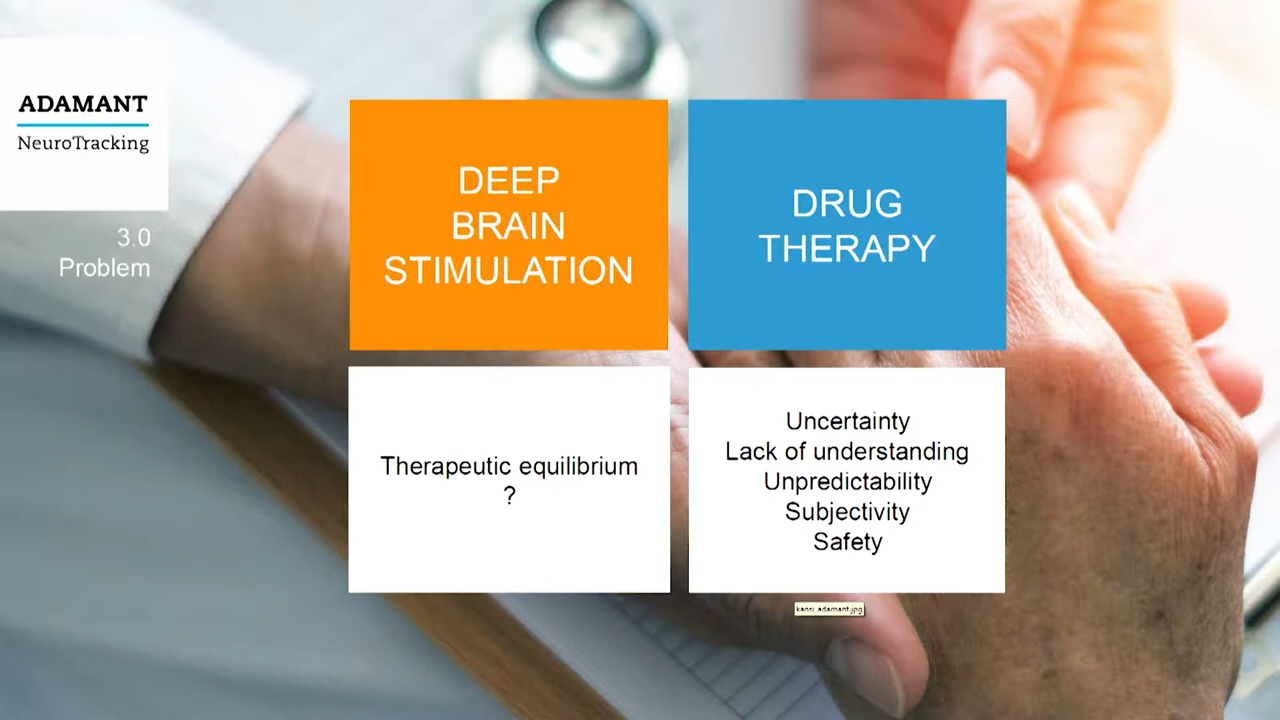 ADAMANT
NeuroTracking
3.0
Problem
DEEP
BRAIN
STIMULATION
DRUG
THERAPY
Therapeutic equilibrium
?
Uncertainty
Lack of understanding
Unpredictability
Subjectivity
Safety
kansi_adamant.jpg